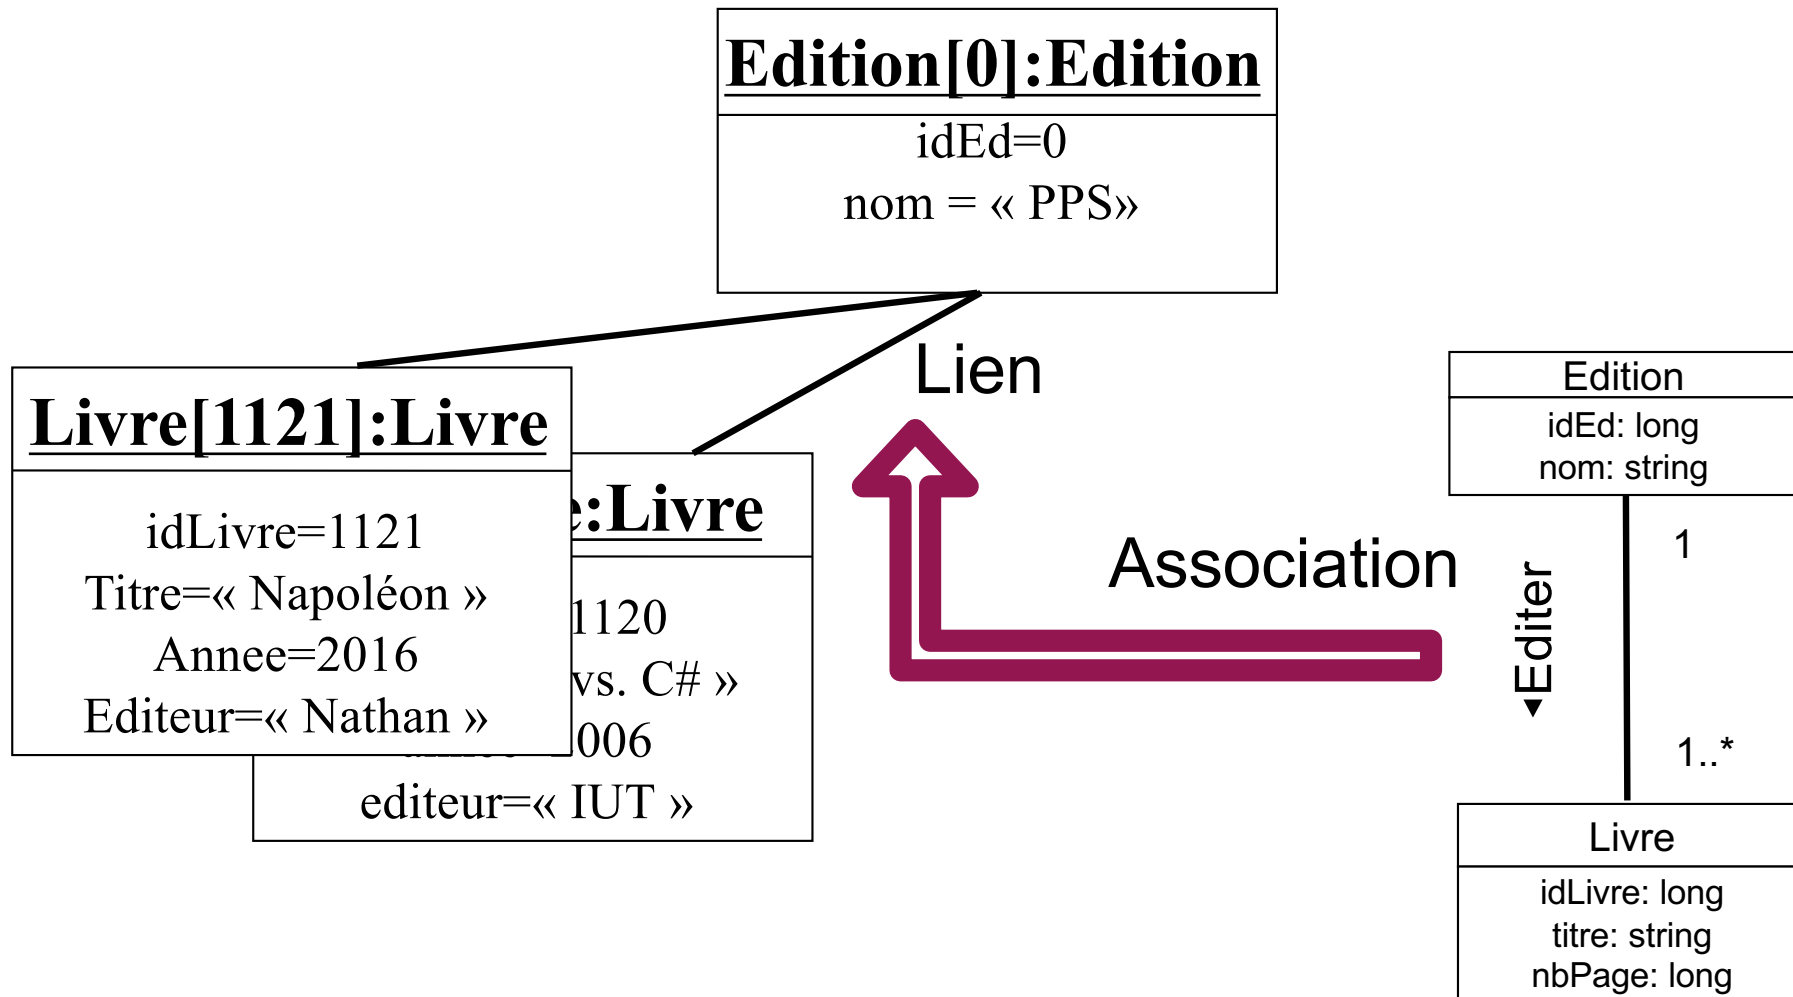 Edition[0]:Edition
idEd=0
nom = « PPS»
Lien
Livre[1121]:Livre
idLivre=1121
Titre=« Napoléon »
Annee=2016
Editeur=« Nathan »
:Livre
1120
vs. C# »
006
editeur=« IUT »
Association
Edition
idEd: long
nom: string
1
◄Editer
1..*
Livre
idLivre: long
titre: string
nbPage: long